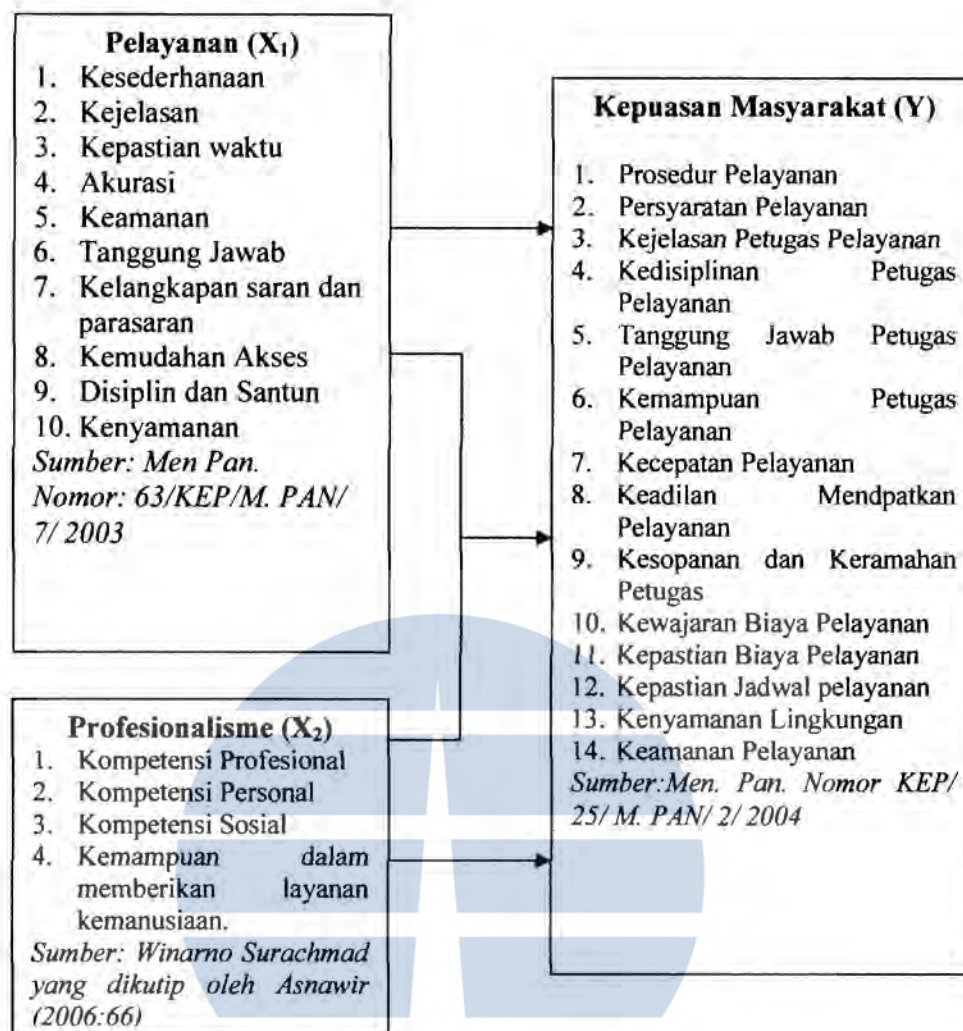 Pelayanan (X₁)
1. Kesederhanaan
2. Kejelasan
3. Kepastian waktu
4. Akurasi
5. Keamanan
6. Tanggung Jawab
7. Kelangkapan saran dan
parasaran
8. Kemudahan Akses
9. Disiplin dan Santun
10. Kenyamanan
Sumber: Men Pan.
Nomor: 63/KEP/M. PAN/
7/ 2003
Profesionalisme (X₂)
1. Kompetensi Profesional
2. Kompetensi Personal
3. Kompetensi Sosial
4. Kemampuan dalam
memberikan layanan
kemanusiaan.
Sumber: Winarno Surachmad
yang dikutip oleh Asnawir
(2006:66)
Kepuasan Masyarakat (Y)
1. Prosedur Pelayanan
2. Persyaratan Pelayanan
3. Kejelasan Petugas Pelayanan
4. Kedisiplinan Petugas
Pelayanan
5. Tanggung Jawab Petugas
Pelayanan
6. Kemampuan Petugas
Pelayanan
7. Kecepatan Pelayanan
8. Keadilan Mendpatkan
Pelayanan
9. Kesopanan dan Keramahan
Petugas
10. Kewajaran Biaya Pelayanan
11. Kepastian Biaya Pelayanan
12. Kepastian Jadwal pelayanan
13. Kenyamanan Lingkungan
14. Keamanan Pelayanan
Sumber:Men. Pan. Nomor KEP/
25/ M. PAN/ 2/ 2004